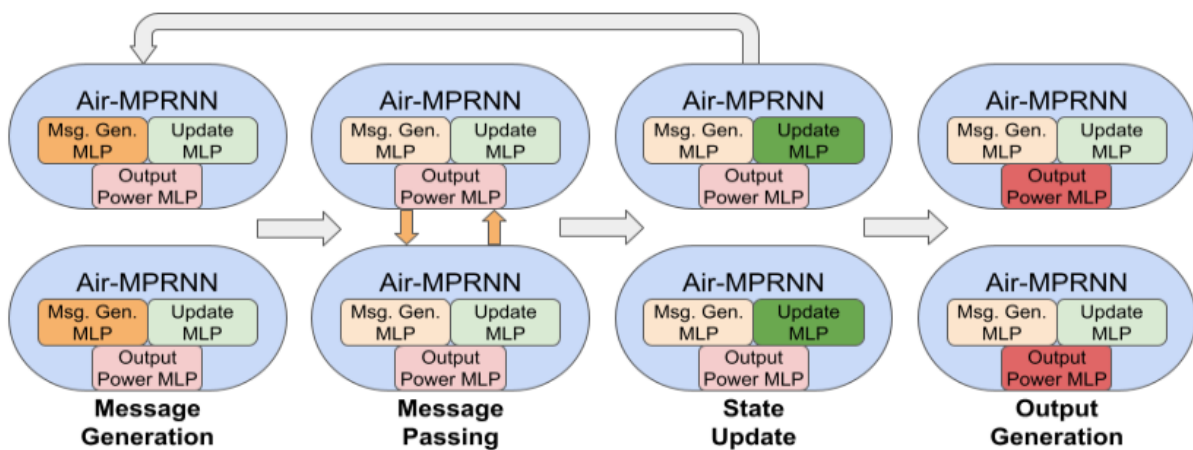 Air-MPRNN
Msg. Gen.
MLP
Update
MLP
Output
Power MLP
Air-MPRNN
Msg. Gen.
MLP
Update
MLP
Output
Power MLP
Air-MPRNN
Msg. Gen.
MLP
Update
MLP
Output
Power MLP
Air-MPRNN
Msg. Gen.
MLP
Update
MLP
Output
Power MLP
Air-MPRNN
Msg. Gen.
MLP
Update
MLP
Output
Power MLP
Air-MPRNN
Msg. Gen.
MLP
Update
MLP
Output
Power MLP
Air-MPRNN
Msg. Gen.
MLP
Update
MLP
Output
Power MLP
Air-MPRNN
Msg. Gen.
MLP
Update
MLP
Output
Power MLP
Message
Generation
Message
Passing
State
Update
Output
Generation